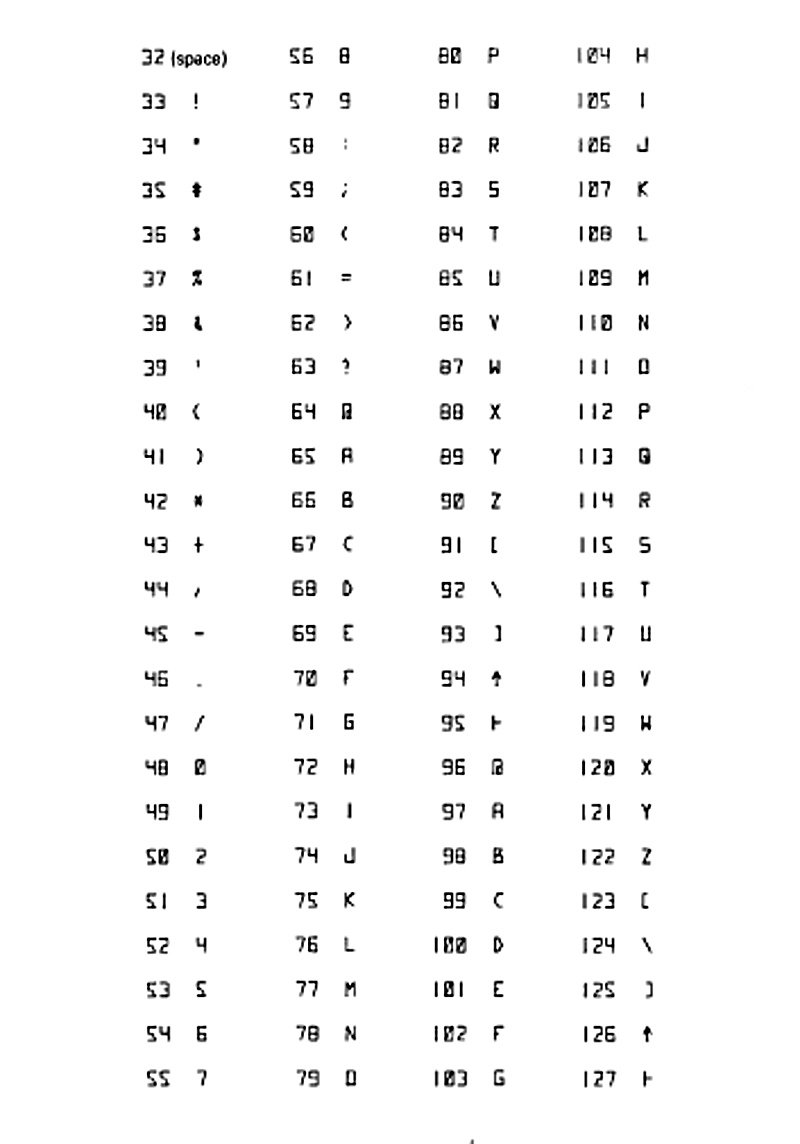 32 (space) 56 8 80 P 104 H
33 ! 57 9 81 Q 105 I
34 " 58 : 82 R 106 J
35 # 59 ; 83 S 107 K
36 $ 60 < 84 T 108 L
37 % 61 = 85 U 109 M
38 & 62 > 86 V 110 N
39 ' 63 ? 87 W 111 O
40 ( 64 @ 88 X 112 P
41 ) 65 A 89 Y 113 Q
42 * 66 B 90 Z 114 R
43 + 67 C 91 [ 115 S
44 , 68 D 92 \ 116 T
45 - 69 E 93 ] 117 U
46 . 70 F 94 ↑ 118 V
47 / 71 G 95 ⊢ 119 W
48 0 72 H 96 @ 120 X
49 1 73 I 97 A 121 Y
50 2 74 J 98 B 122 Z
51 3 75 K 99 C 123 [
52 4 76 L 100 D 124 \
53 5 77 M 101 E 125 ]
54 6 78 N 102 F 126 ↑
55 7 79 O 103 G 127 ⊢